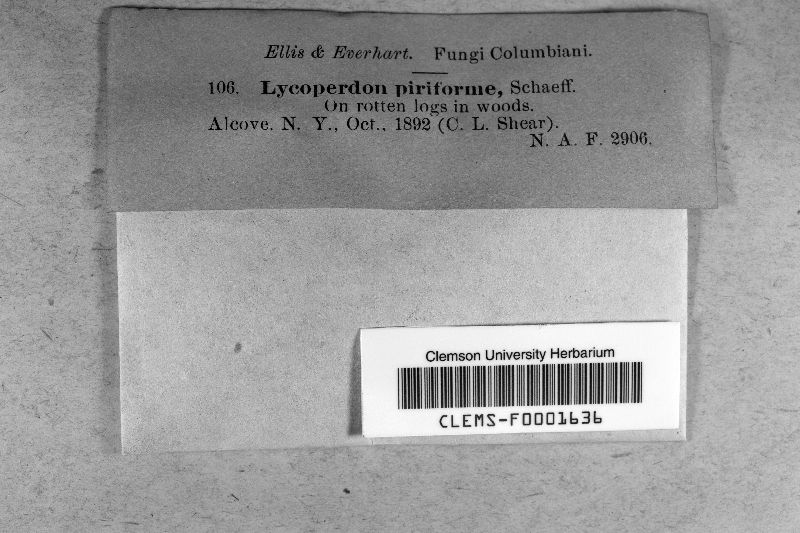 Ellis & Everhart. Fungi Columbiani.
106. Lycoperdon piriforme, Schaeff.
On rotten logs in woods.
Alcove. N. Y., Oct., 1892 (C. L. Shear).
N. A. F. 2906.
Clemson University Herbarium
CLEMS-F0001636